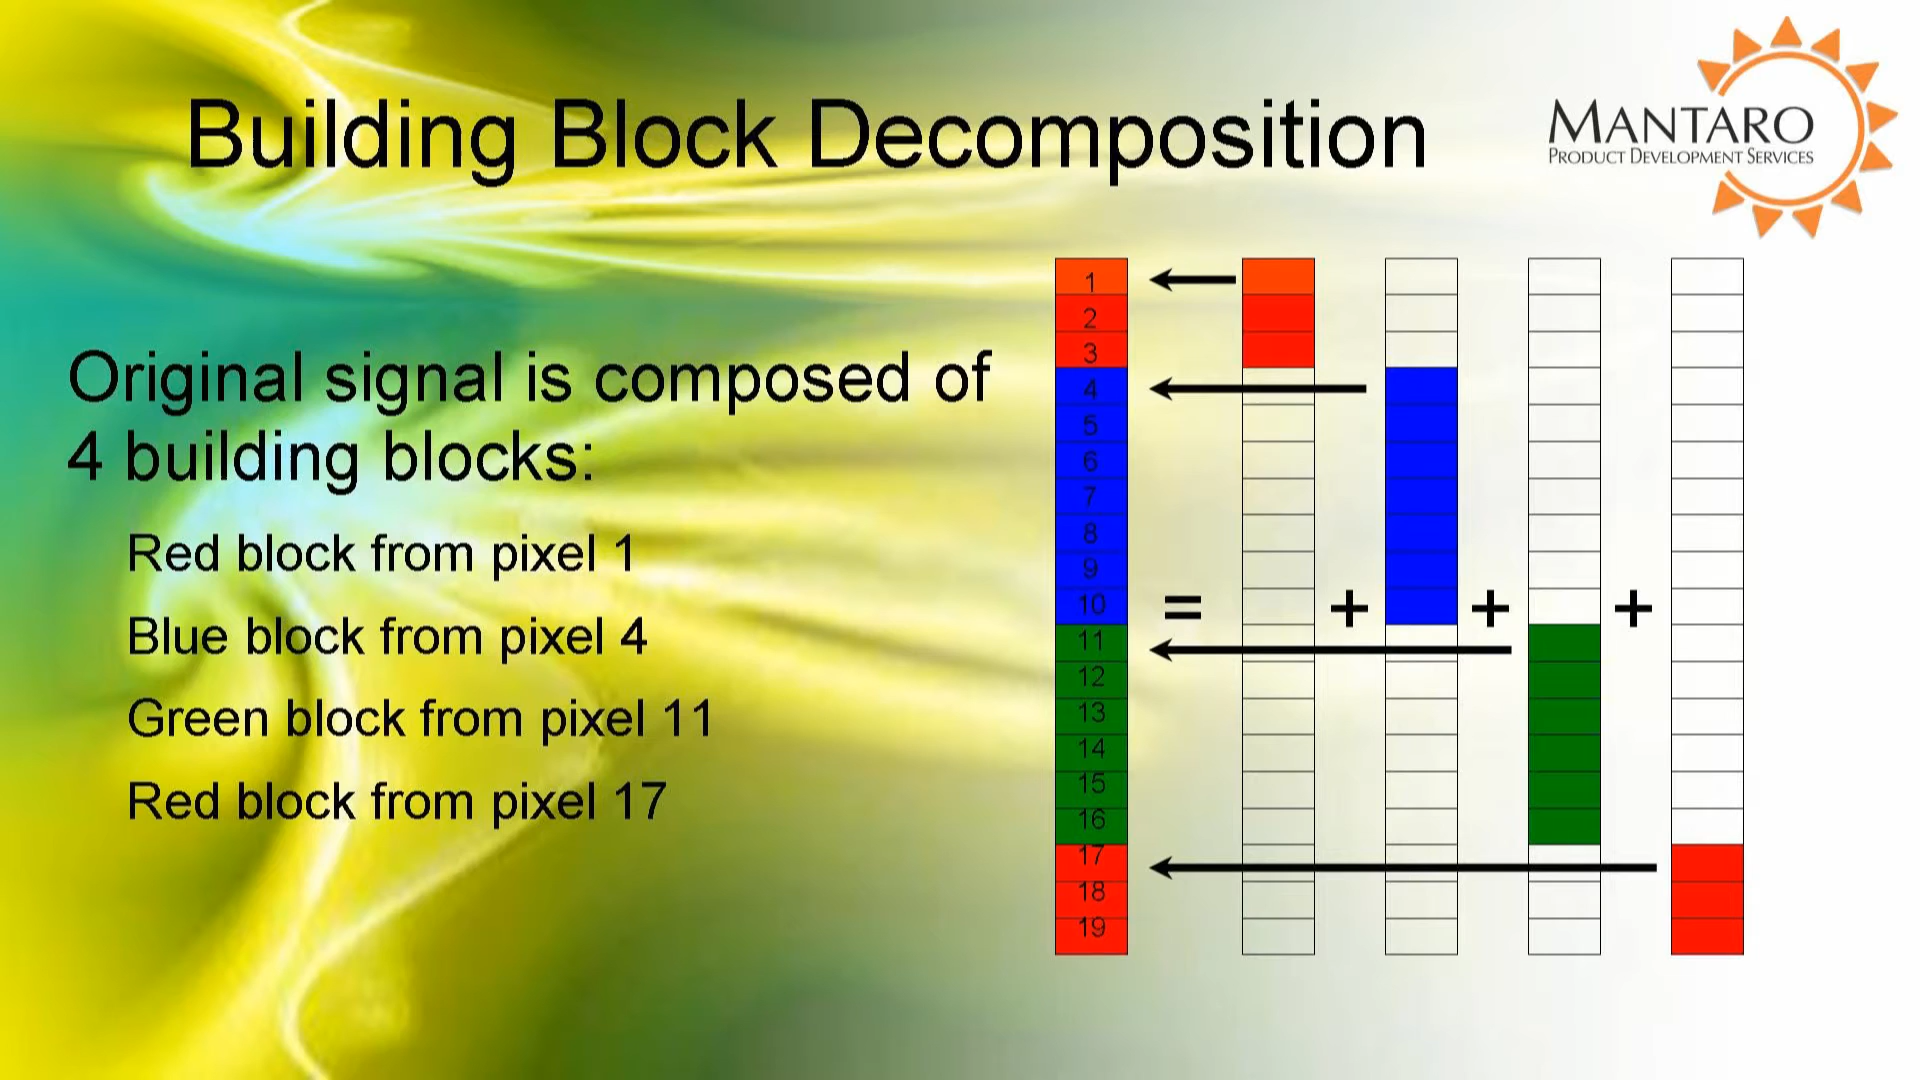 Building Block Decomposition
MANTARO
PRODUCT DEVELOPMENT SERVICES
Original signal is composed of
4 building blocks:
Red block from pixel 1
Blue block from pixel 4
Green block from pixel 11
Red block from pixel 17
1
2
3
4
5
6
7
8
9
10
= + + +
11
12
13
14
15
16
17
18
19